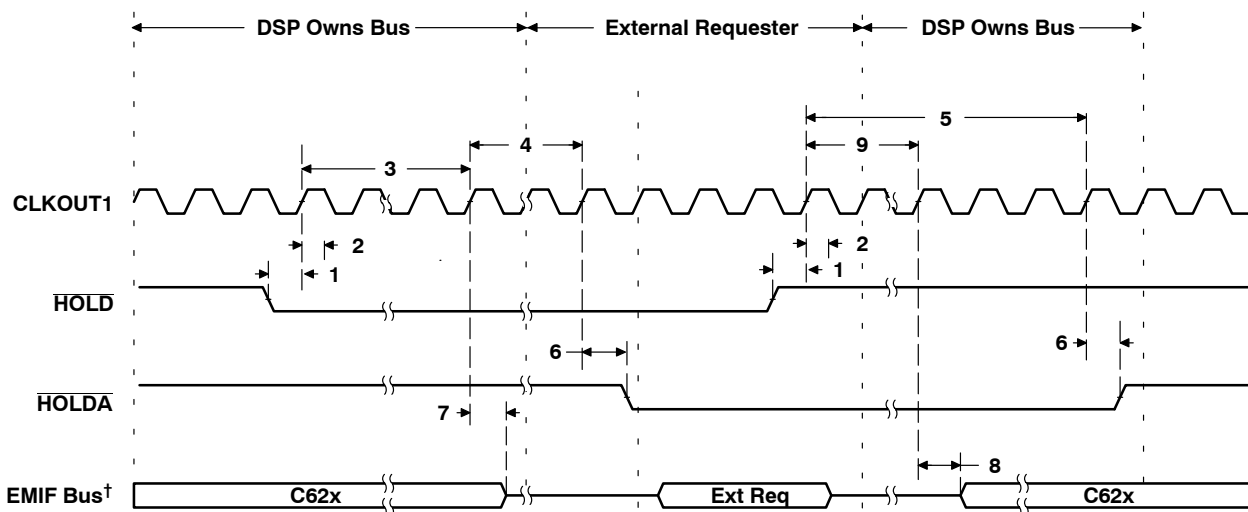 DSP Owns Bus External Requester DSP Owns Bus
5
4 9
3
CLKOUT1
2 2
1 1
HOLD
6 6
HOLDA
7
8
EMIF Bus† C62x Ext Req C62x